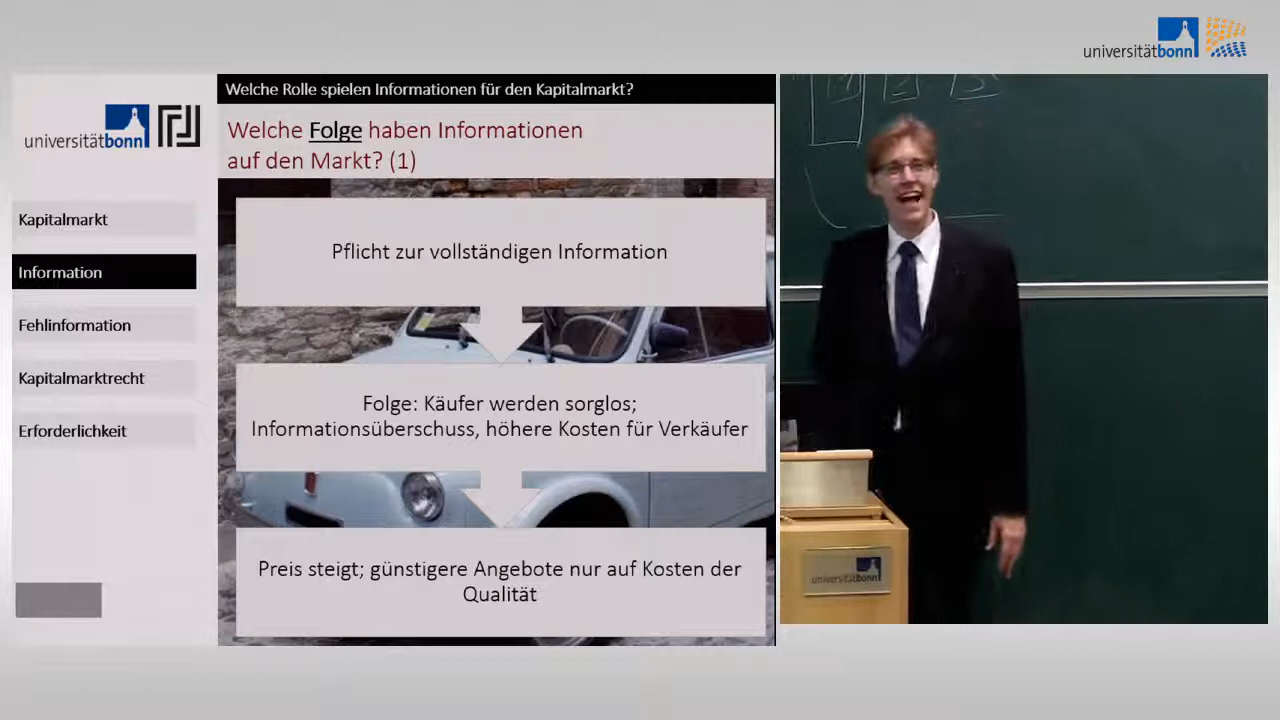 universitätbonn
universitätbonn
Welche Rolle spielen Informationen für den Kapitalmarkt?
Welche Folge haben Informationen
auf den Markt? (1)
Kapitalmarkt
Information
Fehlinformation
Kapitalmarktrecht
Erforderlichkeit
Pflicht zur vollständigen Information
Folge: Käufer werden sorglos;
Informationsüberschuss, höhere Kosten für Verkäufer
Preis steigt; günstigere Angebote nur auf Kosten der
Qualität
universitätbonn